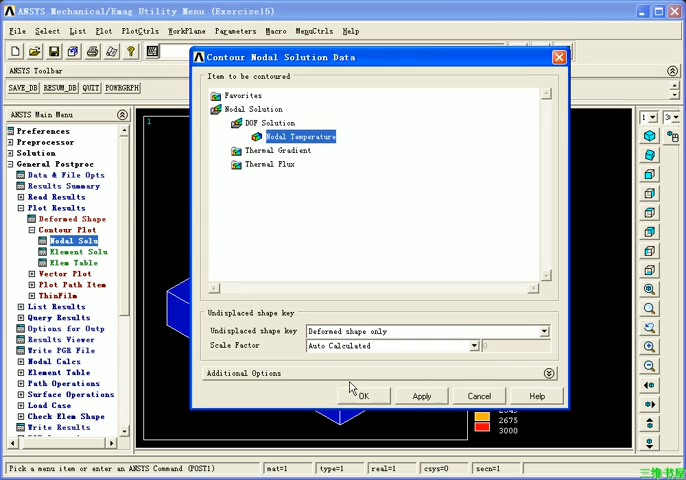 ANSYS Mechanical/Emag Utility Menu (Exercise15)
File Select List Plot PlotCtrls WorkPlane Parameters Macro MenuCtrls Help
ANSYS Toolbar
SAVE_DB RESUM_DB QUIT POWRGRPH
ANSYS Main Menu
Preferences
Preprocessor
Solution
General Postproc
Data & File Opts
Results Summary
Read Results
Plot Results
Deformed Shape
Contour Plot
Nodal Solu
Element Solu
Elem Table
Vector Plot
Plot Path Item
ThinFilm
List Results
Query Results
Options for Outp
Results Viewer
Write PGR File
Nodal Calcs
Element Table
Path Operations
Surface Operations
Load Case
Check Elem Shape
Write Results
1
Contour Nodal Solution Data
Item to be contoured
Favorites
Nodal Solution
DOF Solution
Nodal Temperature
Thermal Gradient
Thermal Flux
Undisplaced shape key
Undisplaced shape key Deformed shape only
Scale Factor Auto Calculated 0
Additional Options
OK Apply Cancel Help
2675
3000
1
3
Pick a menu item or enter an ANSYS Command (POST1) mat=1 type=1 real=1 csys=0 secn=1
三维书屋